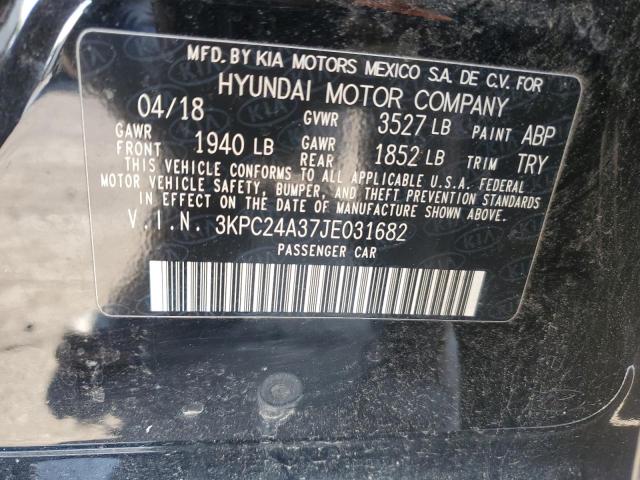 MFD. BY KIA MOTORS MEXICO S.A. DE C.V. FOR
HYUNDAI MOTOR COMPANY
04/18 GVWR 3527 LB PAINT ABP
GAWR FRONT 1940 LB GAWR REAR 1852 LB TRIM TRY
THIS VEHICLE CONFORMS TO ALL APPLICABLE U.S.A. FEDERAL
MOTOR VEHICLE SAFETY, BUMPER, AND THEFT PREVENTION STANDARDS
IN EFFECT ON THE DATE OF MANUFACTURE SHOWN ABOVE.
V.I.N. 3KPC24A37JE031682
PASSENGER CAR